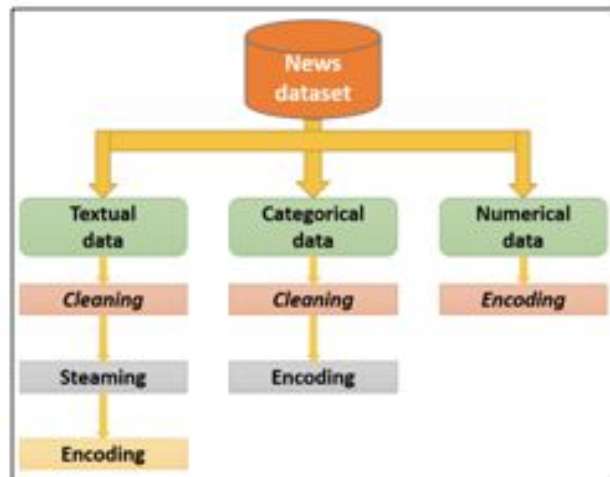 News
dataset
Textual
data
Categorical
data
Numerical
data
Cleaning
Cleaning
Encoding
Steaming
Encoding
Encoding